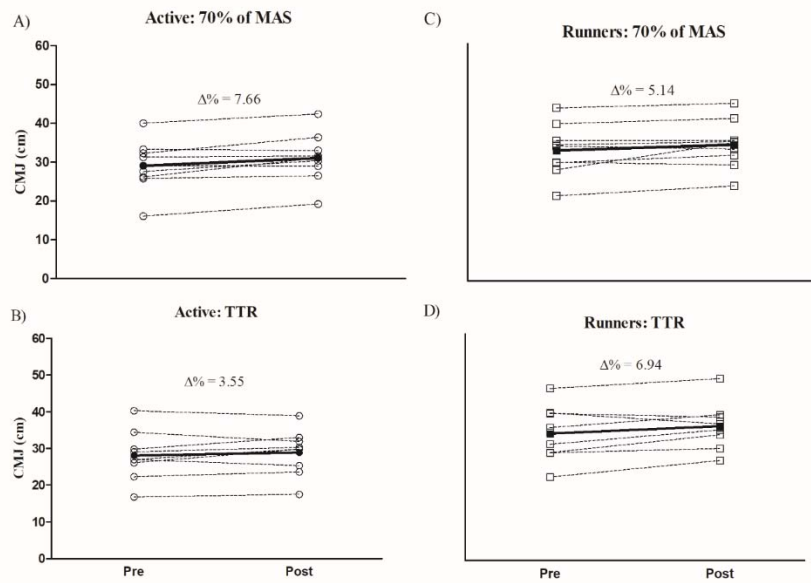 A)
Active: 70% of MAS
60
50
40
30
20
10
0
CMJ (cm)
Δ% = 7.66
C)
Runners: 70% of MAS
Δ% = 5.14
B)
Active: TTR
60
50
40
30
20
10
0
CMJ (cm)
Δ% = 3.55
Pre
Post
D)
Runners: TTR
Δ% = 6.94
Pre
Post